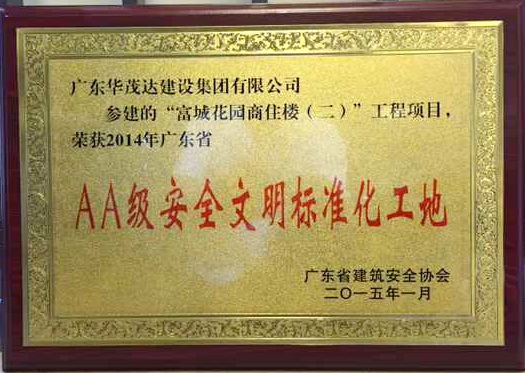 广东华茂达建设集团有限公司
参建的“富城花园商住楼（二）”工程项目，
荣获2014年广东省
AA级安全文明标准化工地
广东省建筑安全协会
二〇一五年一月